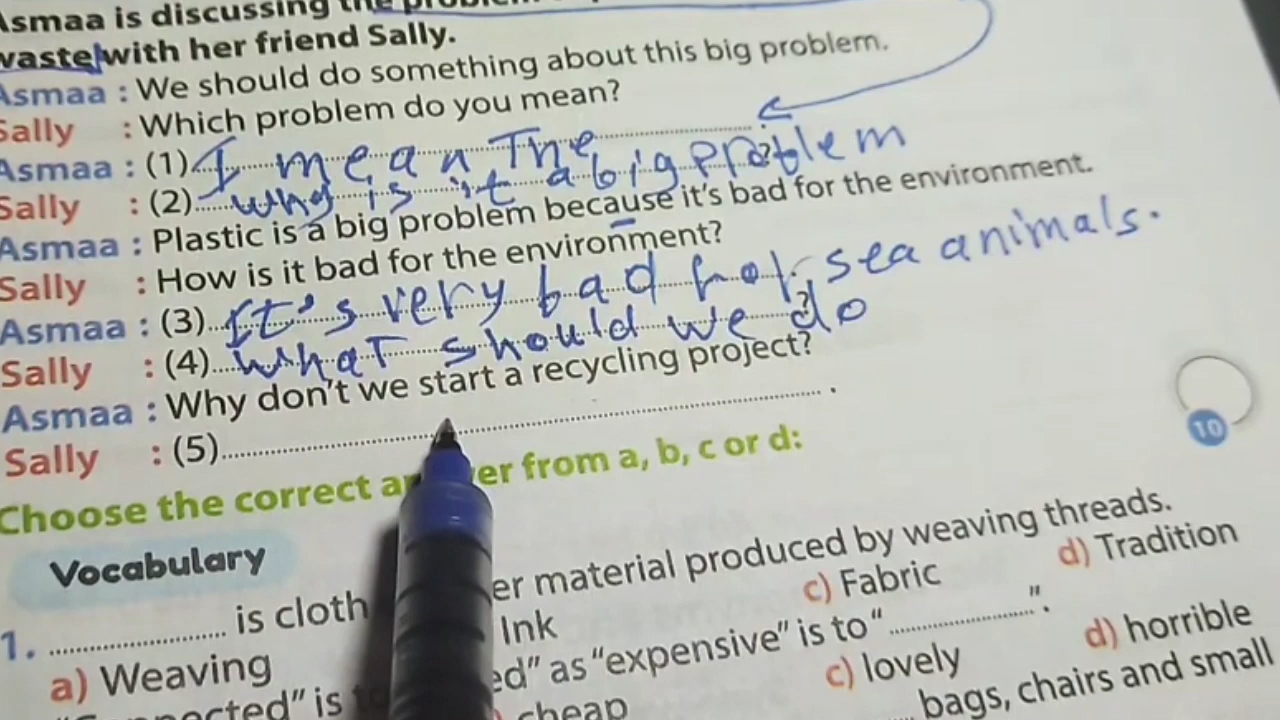 Asmaa is discussing the
waste with her friend Sally.
Asmaa : We should do something about this big problem.
Sally : Which problem do you mean?
Asmaa : (1) I mean The
Sally : (2) why is it a big problem ?
Asmaa : Plastic is a big problem because it's bad for the environment.
Sally : How is it bad for the environment?
Asmaa : (3) It's very bad for sea animals.
Sally : (4) What should we do ?
Asmaa : Why don't we start a recycling project?
Sally : (5) .
Choose the correct from a, b, c or d:
10
Vocabulary
1. is cloth material produced by weaving threads.
a) Weaving Ink c) Fabric d) Tradition
is as "expensive" is to " ".
cheap c) lovely d) horrible
bags, chairs and small